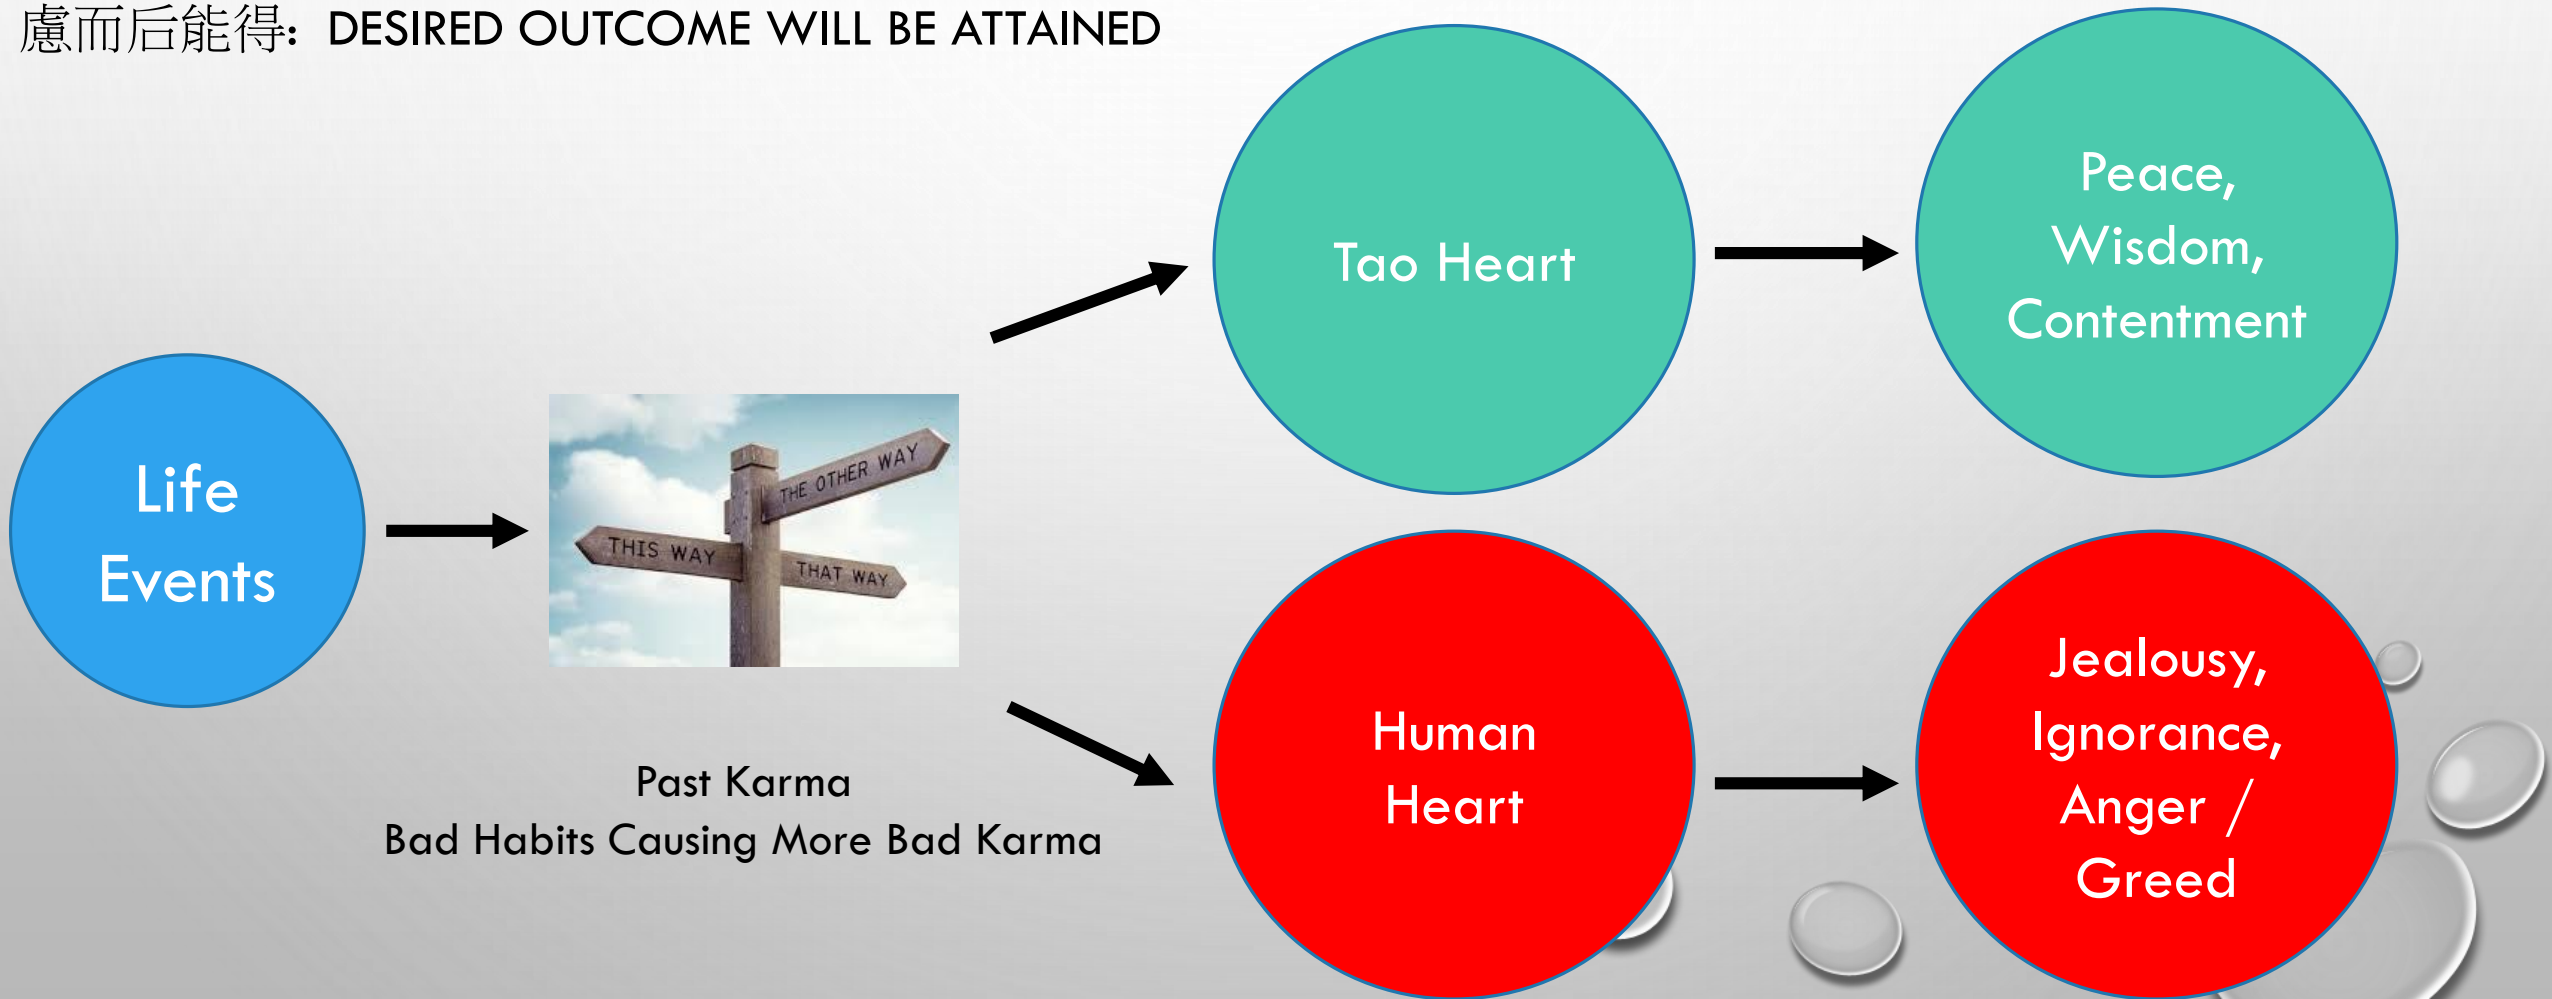 慮而后能得: DESIRED OUTCOME WILL BE ATTAINED
Life
Events
THE OTHER WAY
THIS WAY
THAT WAY
Past Karma
Bad Habits Causing More Bad Karma
Tao Heart
Peace,
Wisdom,
Contentment
Human
Heart
Jealousy,
Ignorance,
Anger /
Greed